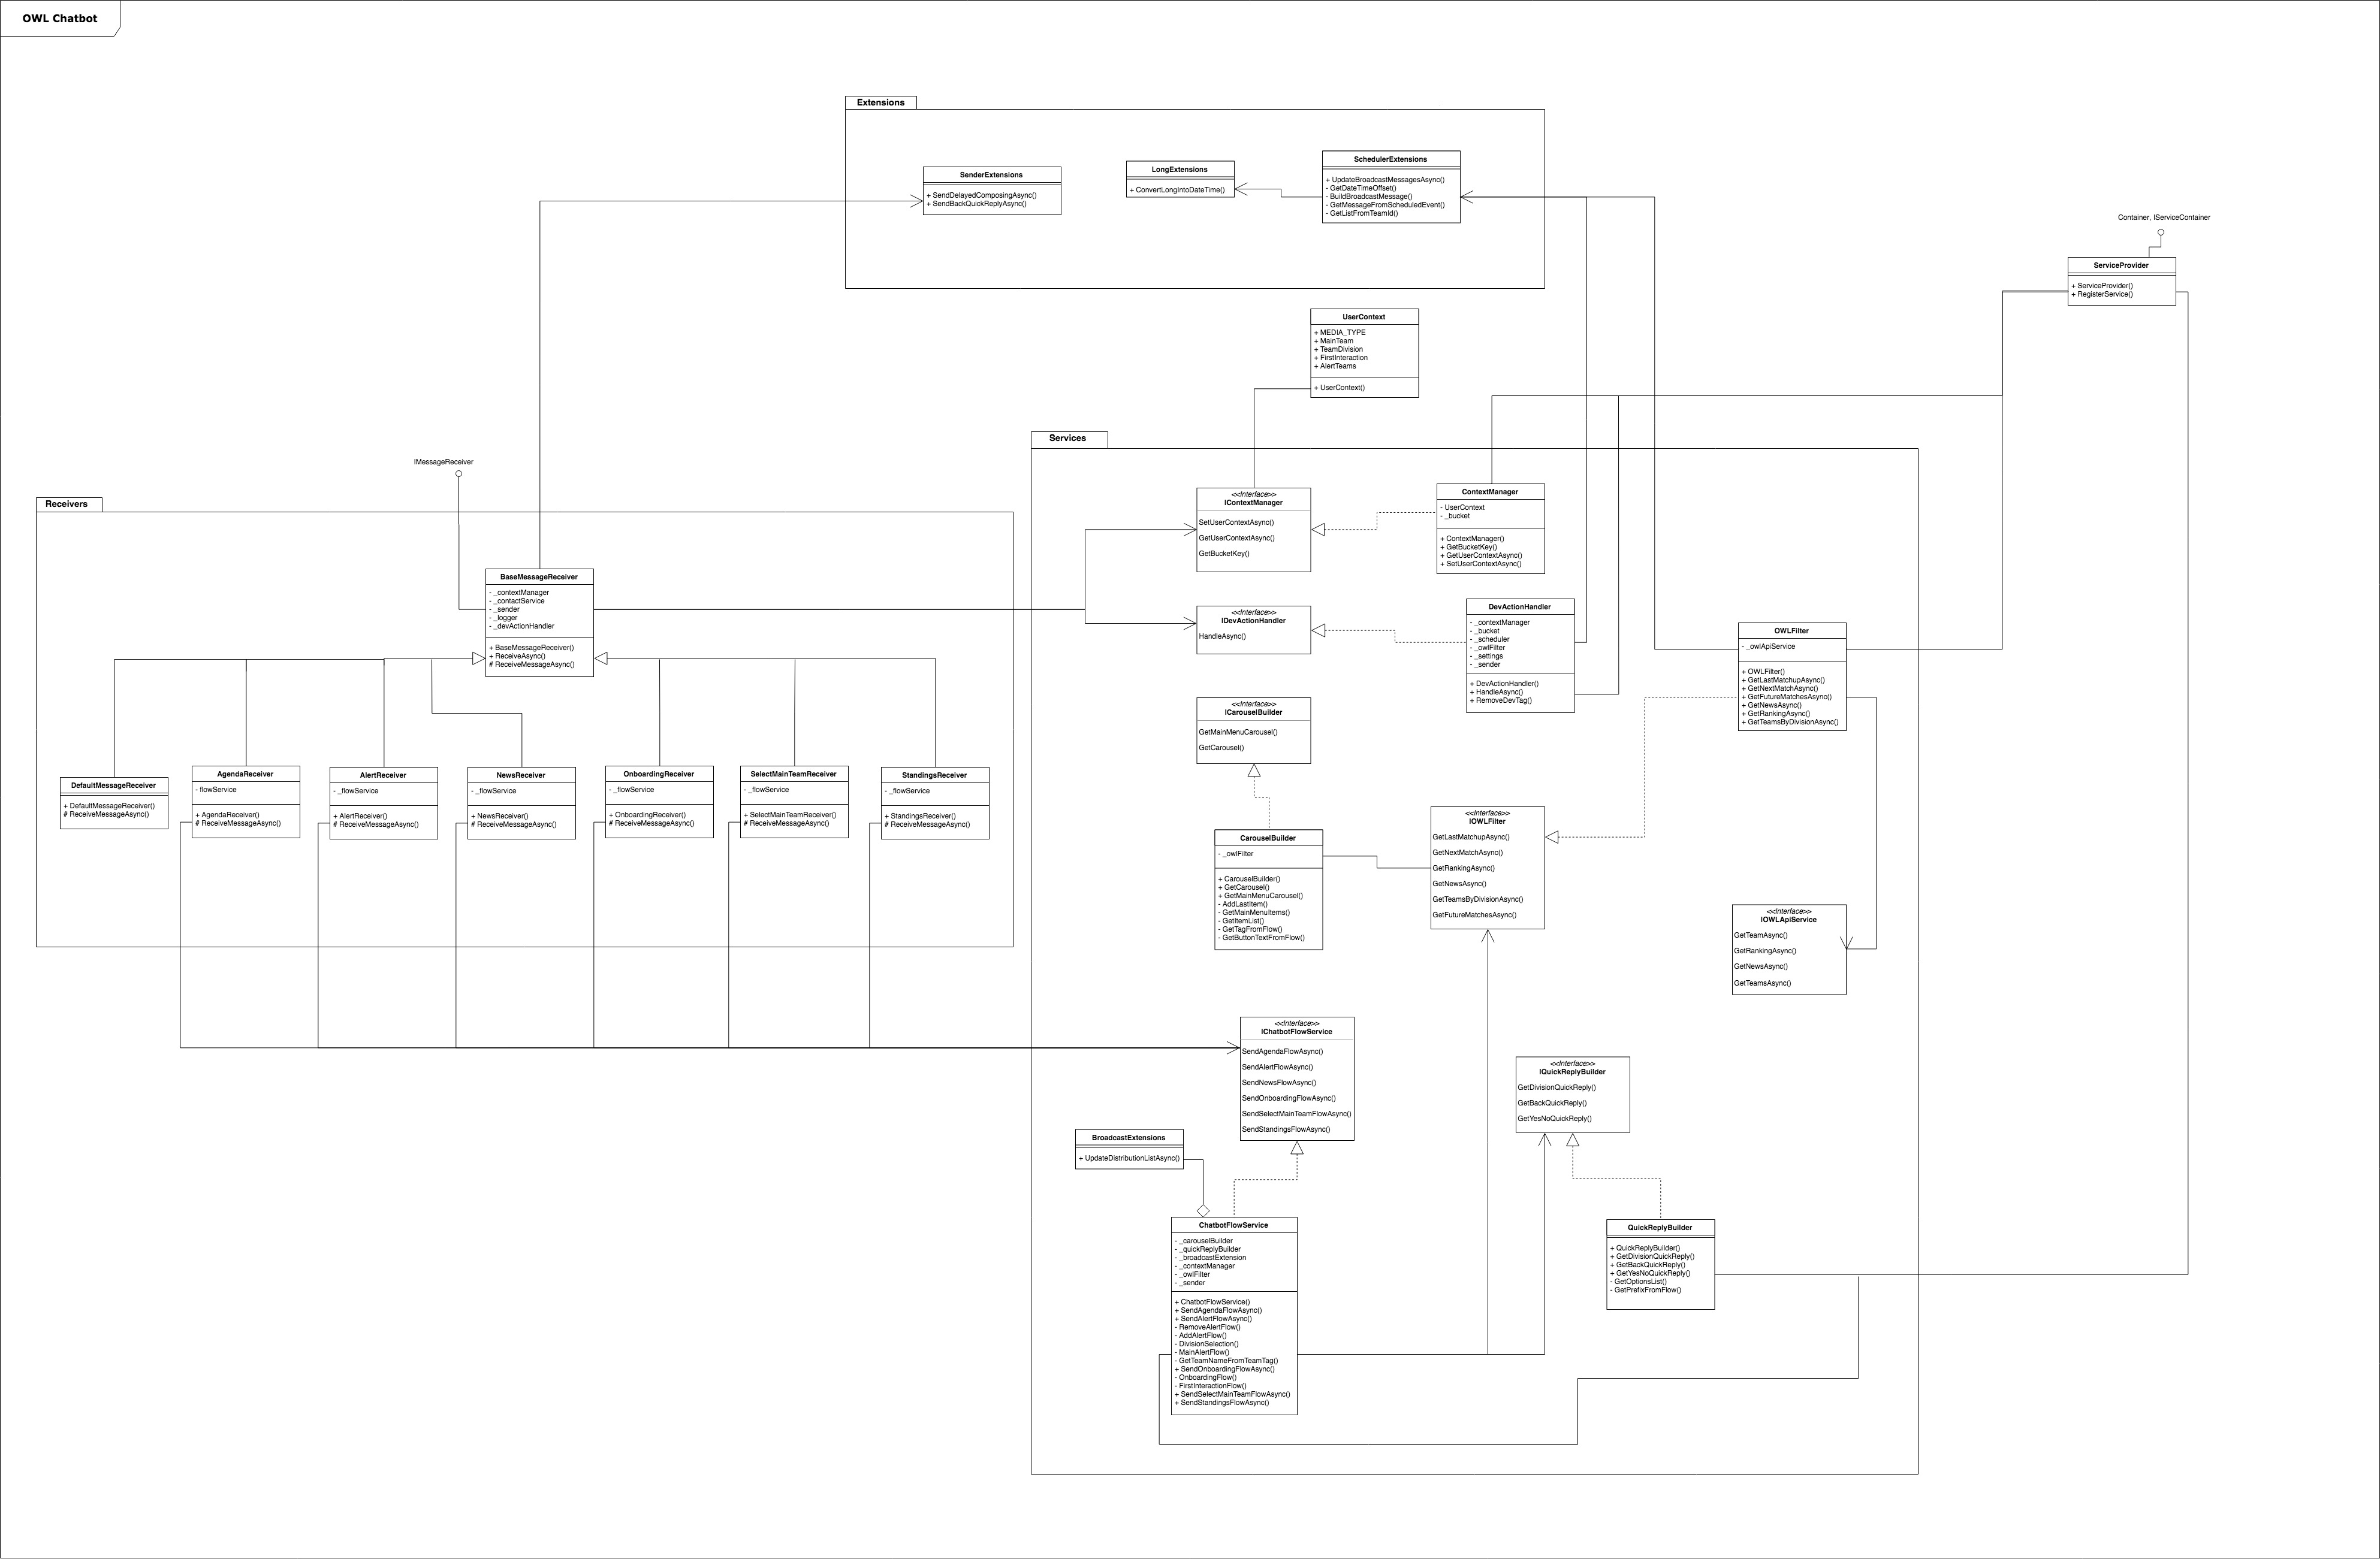 OWL Chatbot
Extensions
SenderExtensions
+ SendDelayedComposingAsync()
+ SendBackQuickReplyAsync()
LongExtensions
+ ConvertLongIntoDateTime()
SchedulerExtensions
+ UpdateBroadcastMessagesAsync()
- GetDateTimeOffset()
- BuildBroadcastMessage()
- GetMessageFromScheduledEvent()
- GetListFromTeamId()
Container, IServiceContainer
ServiceProvider
+ ServiceProvider()
+ RegisterService()
UserContext
+ MEDIA_TYPE
+ MainTeam
+ TeamDivision
+ FirstInteraction
+ AlertTeams
+ UserContext()
IMessageReceiver
Receivers
BaseMessageReceiver
- _contextManager
- _contactService
- _sender
- _logger
- _devActionHandler
+ BaseMessageReceiver()
+ ReceiveAsync()
# ReceiveMessageAsync()
DefaultMessageReceiver
+ DefaultMessageReceiver()
# ReceiveMessageAsync()
AgendaReceiver
- flowService
+ AgendaReceiver()
# ReceiveMessageAsync()
AlertReceiver
- _flowService
+ AlertReceiver()
# ReceiveMessageAsync()
NewsReceiver
- _flowService
+ NewsReceiver()
# ReceiveMessageAsync()
OnboardingReceiver
- _flowService
+ OnboardingReceiver()
# ReceiveMessageAsync()
SelectMainTeamReceiver
- _flowService
+ SelectMainTeamReceiver()
# ReceiveMessageAsync()
StandingsReceiver
- _flowService
+ StandingsReceiver()
# ReceiveMessageAsync()
Services
<<Interface>>
IContextManager
SetUserContextAsync()
GetUserContextAsync()
GetBucketKey()
ContextManager
- UserContext
- _bucket
+ ContextManager()
+ GetBucketKey()
+ GetUserContextAsync()
+ SetUserContextAsync()
<<Interface>>
IDevActionHandler
HandleAsync()
DevActionHandler
- _contextManager
- _bucket
- _scheduler
- _owlFilter
- _settings
- _sender
+ DevActionHandler()
+ HandleAsync()
+ RemoveDevTag()
OWLFilter
- _owlApiService
+ OWLFilter()
+ GetLastMatchupAsync()
+ GetNextMatchAsync()
+ GetFutureMatchesAsync()
+ GetNewsAsync()
+ GetRankingAsync()
+ GetTeamsByDivisionAsync()
<<Interface>>
ICarouselBuilder
GetMainMenuCarousel()
GetCarousel()
CarouselBuilder
- _owlFilter
+ CarouselBuilder()
+ GetCarousel()
+ GetMainMenuCarousel()
- AddLastItem()
- GetMainMenuItems()
- GetItemList()
- GetTagFromFlow()
- GetButtonTextFromFlow()
<<Interface>>
IOWLFilter
GetLastMatchupAsync()
GetNextMatchAsync()
GetRankingAsync()
GetNewsAsync()
GetTeamsByDivisionAsync()
GetFutureMatchesAsync()
<<Interface>>
IOWLApiService
GetTeamAsync()
GetRankingAsync()
GetNewsAsync()
GetTeamsAsync()
<<Interface>>
IChatbotFlowService
SendAgendaFlowAsync()
SendAlertFlowAsync()
SendNewsFlowAsync()
SendOnboardingFlowAsync()
SendSelectMainTeamFlowAsync()
SendStandingsFlowAsync()
<<Interface>>
IQuickReplyBuilder
GetDivisionQuickReply()
GetBackQuickReply()
GetYesNoQuickReply()
BroadcastExtensions
+ UpdateDistributionListAsync()
ChatbotFlowService
- _carouselBuilder
- _quickReplyBuilder
- _broadcastExtension
- _contextManager
- _owlFilter
- _sender
+ ChatbotFlowService()
+ SendAgendaFlowAsync()
+ SendAlertFlowAsync()
- RemoveAlertFlow()
- AddAlertFlow()
- DivisionSelection()
- MainAlertFlow()
- GetTeamNameFromTeamTag()
+ SendOnboardingFlowAsync()
- OnboardingFlow()
- FirstInteractionFlow()
+ SendSelectMainTeamFlowAsync()
+ SendStandingsFlowAsync()
QuickReplyBuilder
+ QuickReplyBuilder()
+ GetDivisionQuickReply()
+ GetBackQuickReply()
+ GetYesNoQuickReply()
- GetOptionsList()
- GetPrefixFromFlow()